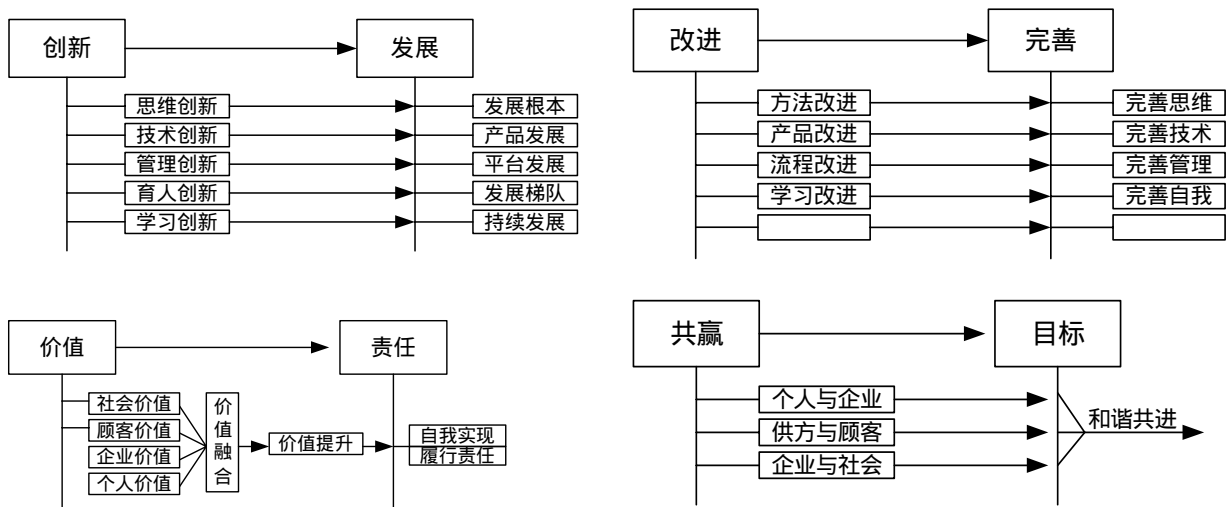 创新
发展
思维创新
发展根本
技术创新
产品发展
管理创新
平台发展
育人创新
发展梯队
学习创新
持续发展
改进
完善
方法改进
完善思维
产品改进
完善技术
流程改进
完善管理
学习改进
完善自我
价值
责任
社会价值
顾客价值
企业价值
个人价值
价值融合
价值提升
自我实现
履行责任
共赢
目标
个人与企业
供方与顾客
企业与社会
和谐共进